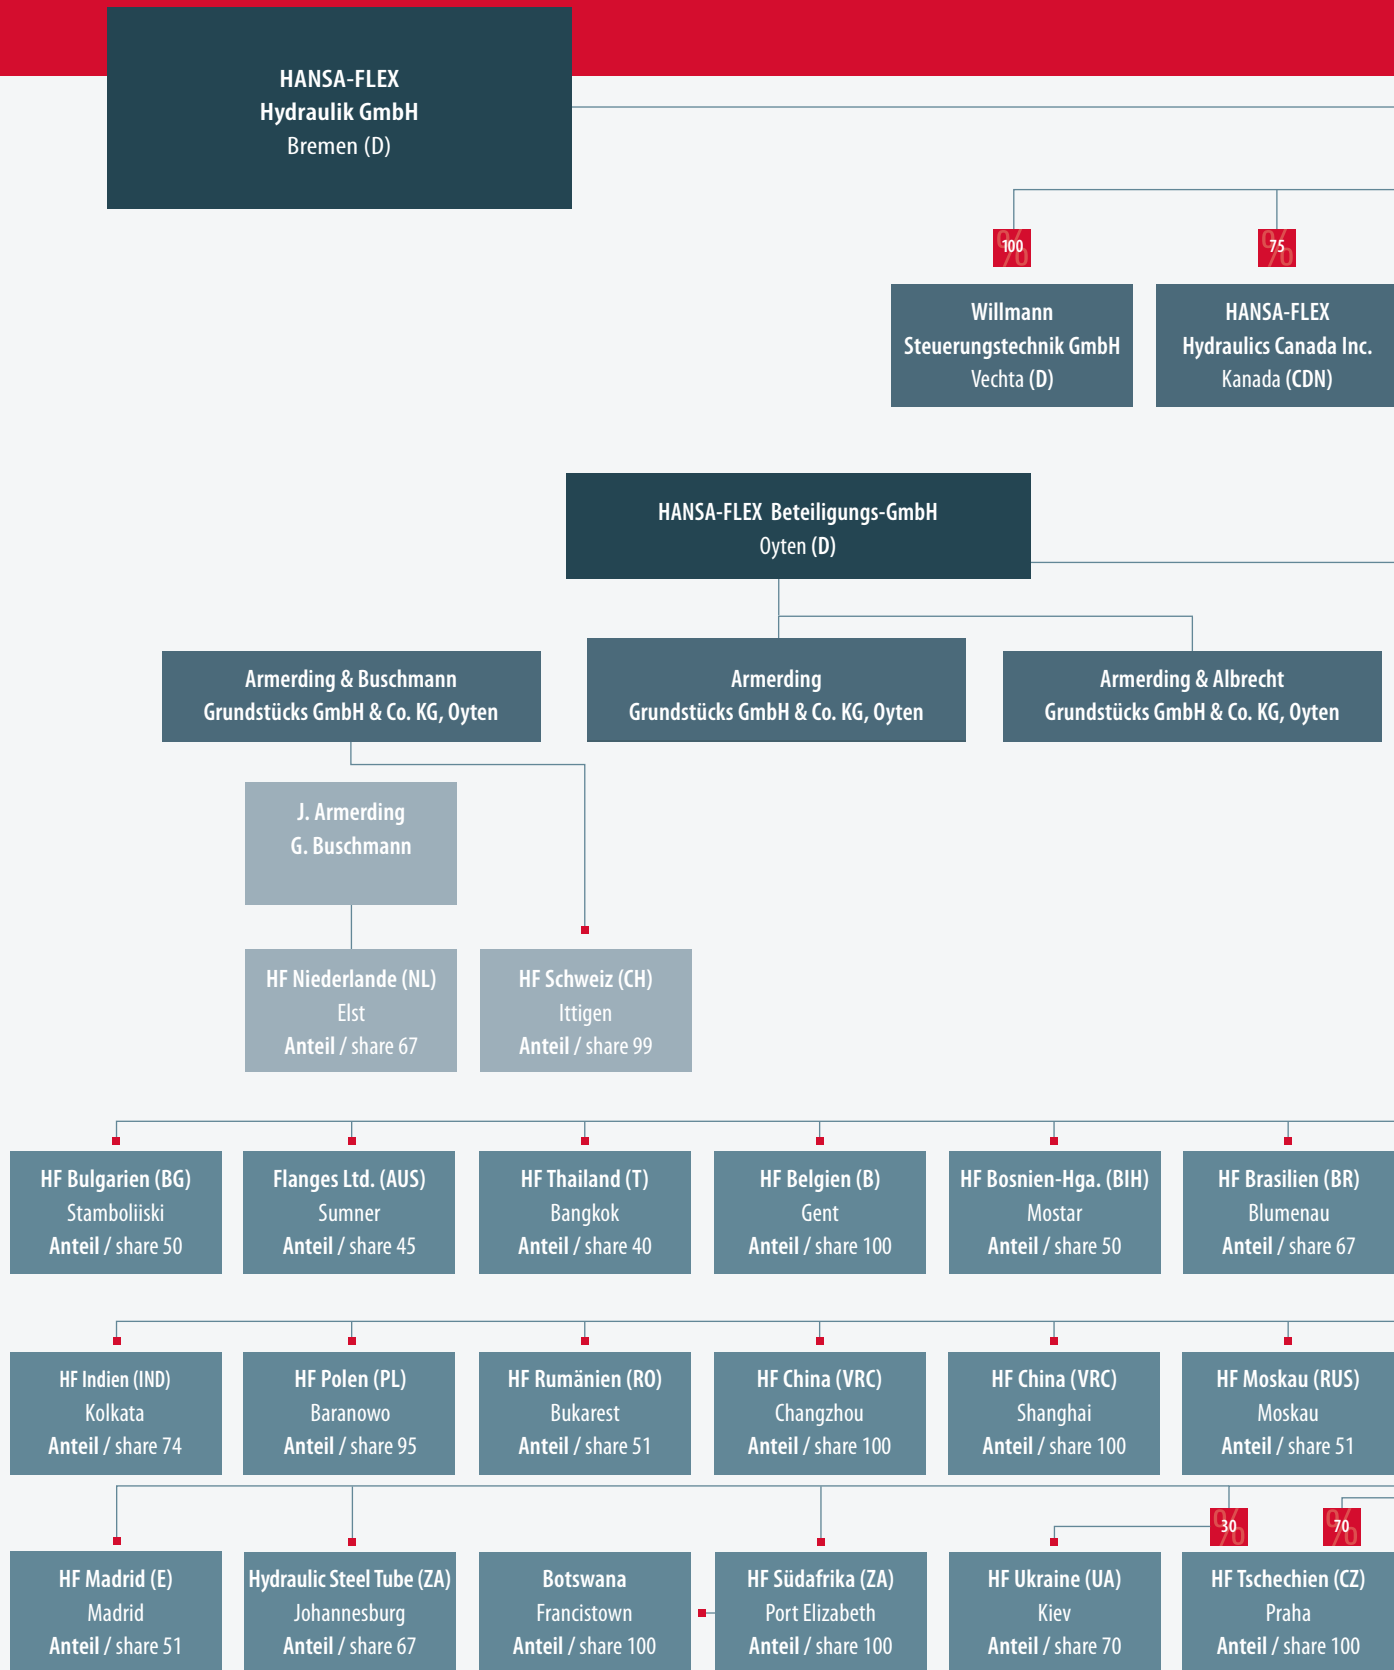 HANSA-FLEX
Hydraulik GmbH
Bremen (D)
% 100
% 75
Willmann
Steuerungstechnik GmbH
Vechta (D)
HANSA-FLEX
Hydraulics Canada Inc.
Kanada (CDN)
HANSA-FLEX Beteiligungs-GmbH
Oyten (D)
Armerding & Buschmann
Grundstücks GmbH & Co. KG, Oyten
Armerding
Grundstücks GmbH & Co. KG, Oyten
Armerding & Albrecht
Grundstücks GmbH & Co. KG, Oyten
J. Armerding
G. Buschmann
HF Niederlande (NL)
Elst
Anteil / share 67
HF Schweiz (CH)
Ittigen
Anteil / share 99
HF Bulgarien (BG)
Stamboliiski
Anteil / share 50
Flanges Ltd. (AUS)
Sumner
Anteil / share 45
HF Thailand (T)
Bangkok
Anteil / share 40
HF Belgien (B)
Gent
Anteil / share 100
HF Bosnien-Hga. (BIH)
Mostar
Anteil / share 50
HF Brasilien (BR)
Blumenau
Anteil / share 67
HF Indien (IND)
Kolkata
Anteil / share 74
HF Polen (PL)
Baranowo
Anteil / share 95
HF Rumänien (RO)
Bukarest
Anteil / share 51
HF China (VRC)
Changzhou
Anteil / share 100
HF China (VRC)
Shanghai
Anteil / share 100
HF Moskau (RUS)
Moskau
Anteil / share 51
% 30
% 70
HF Madrid (E)
Madrid
Anteil / share 51
Hydraulic Steel Tube (ZA)
Johannesburg
Anteil / share 67
Botswana
Francistown
Anteil / share 100
HF Südafrika (ZA)
Port Elizabeth
Anteil / share 100
HF Ukraine (UA)
Kiev
Anteil / share 70
HF Tschechien (CZ)
Praha
Anteil / share 100